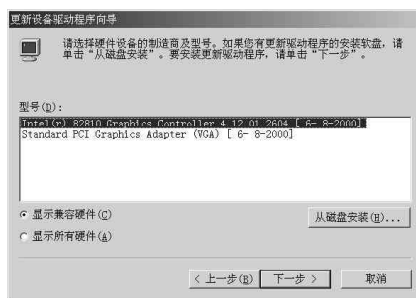 更新设备驱动程序向导
请选择硬件设备的制造商及型号。如果您有更新驱动程序的安装软盘，请
单击“从磁盘安装”。要安装更新驱动程序，请单击“下一步”。
型号(D):
Intel(r) 82810 Graphics Controller 4.12.01.2604 [ 6- 8-2000]
Standard PCI Graphics Adapter (VGA) [ 6- 8-2000]
显示兼容硬件(C)
从磁盘安装(H)...
显示所有硬件(A)
< 上一步(B)
下一步 >
取消